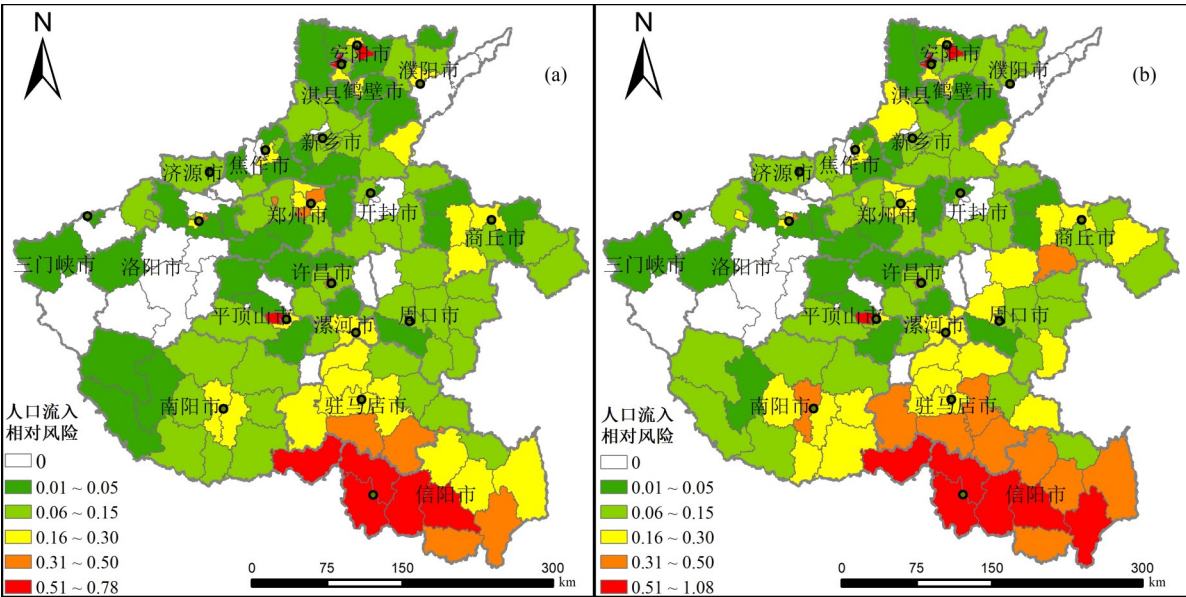 N
(a)
安阳市
濮阳市
鹤壁市
淇县
新乡市
焦作市
济源市
郑州市
开封市
商丘市
三门峡市
洛阳市
许昌市
平顶山市
漯河市
周口市
南阳市
驻马店市
信阳市
人口流入
相对风险
0
0.01 ~ 0.05
0.06 ~ 0.15
0.16 ~ 0.30
0.31 ~ 0.50
0.51 ~ 0.78
0 75 150 300
km
N
(b)
安阳市
濮阳市
鹤壁市
淇县
新乡市
焦作市
济源市
郑州市
开封市
商丘市
三门峡市
洛阳市
许昌市
平顶山市
漯河市
周口市
南阳市
驻马店市
信阳市
人口流入
相对风险
0
0.01 ~ 0.05
0.06 ~ 0.15
0.16 ~ 0.30
0.31 ~ 0.50
0.51 ~ 1.08
0 75 150 300
km